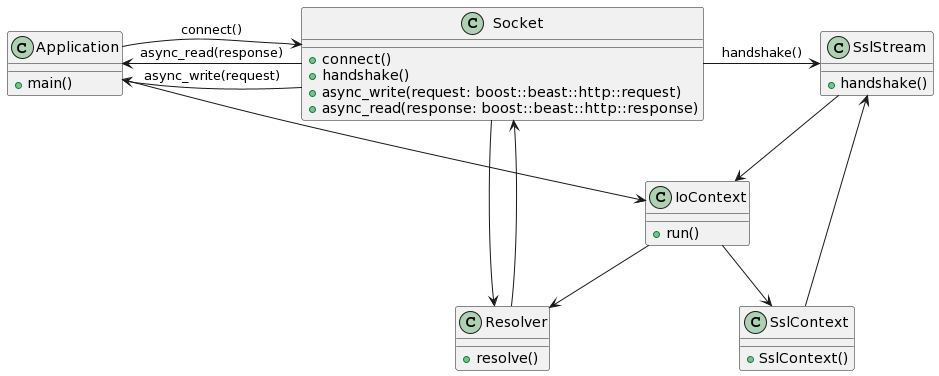 C Application
main()
connect()
async_read(response)
async_write(request)
C Socket
connect()
handshake()
async_write(request: boost::beast::http::request)
async_read(response: boost::beast::http::response)
handshake()
C SslStream
handshake()
C IoContext
run()
C Resolver
resolve()
C SslContext
SslContext()